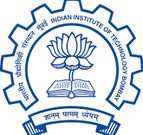 भारतीय प्रौद्योगिकी संस्थान मुंबई
INDIAN INSTITUTE OF TECHNOLOGY BOMBAY
ज्ञानम् परमम् ध्येयम्